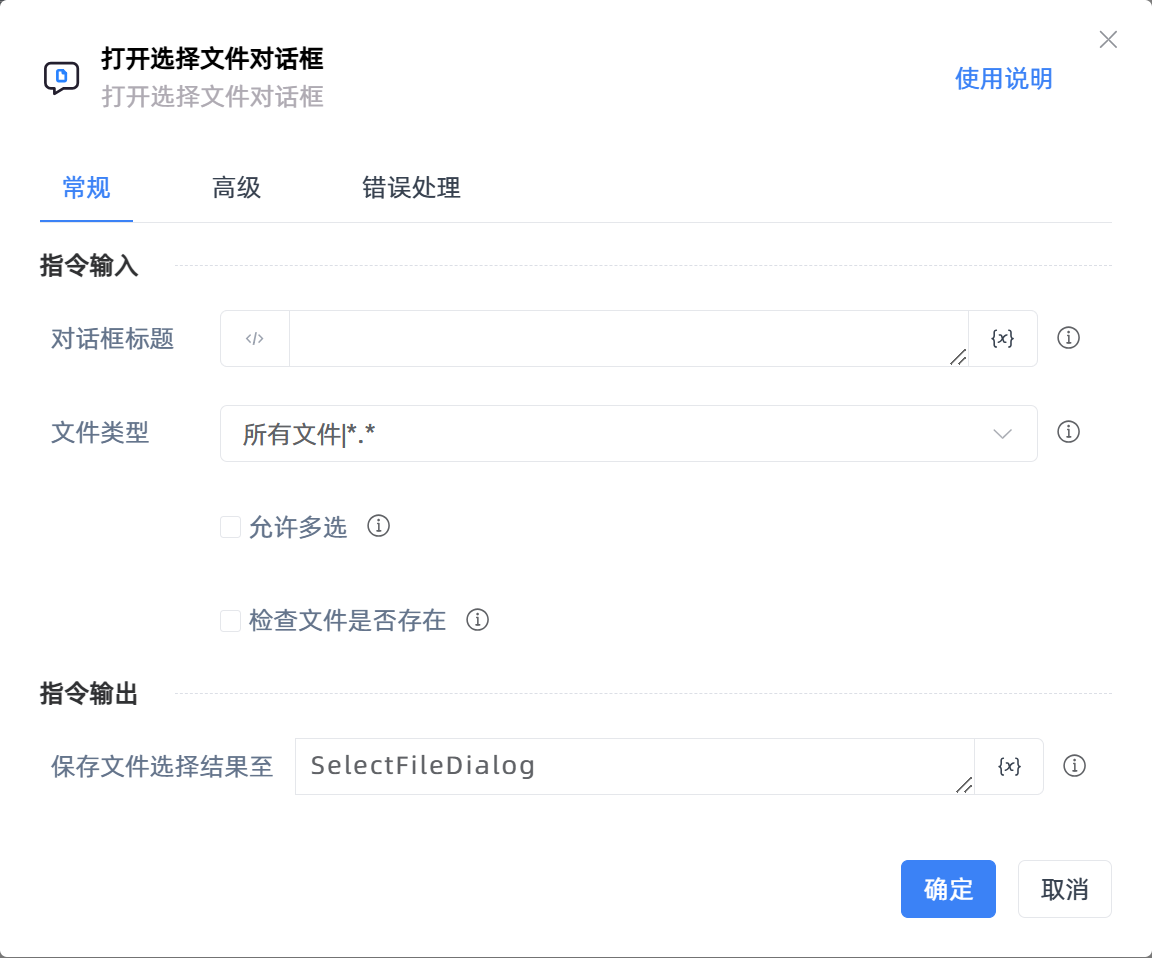 打开选择文件对话框
打开选择文件对话框
使用说明
常规 高级 错误处理
指令输入
对话框标题 </> {x}
文件类型 所有文件|*.*
允许多选
检查文件是否存在
指令输出
保存文件选择结果至 SelectFileDialog {x}
确定 取消